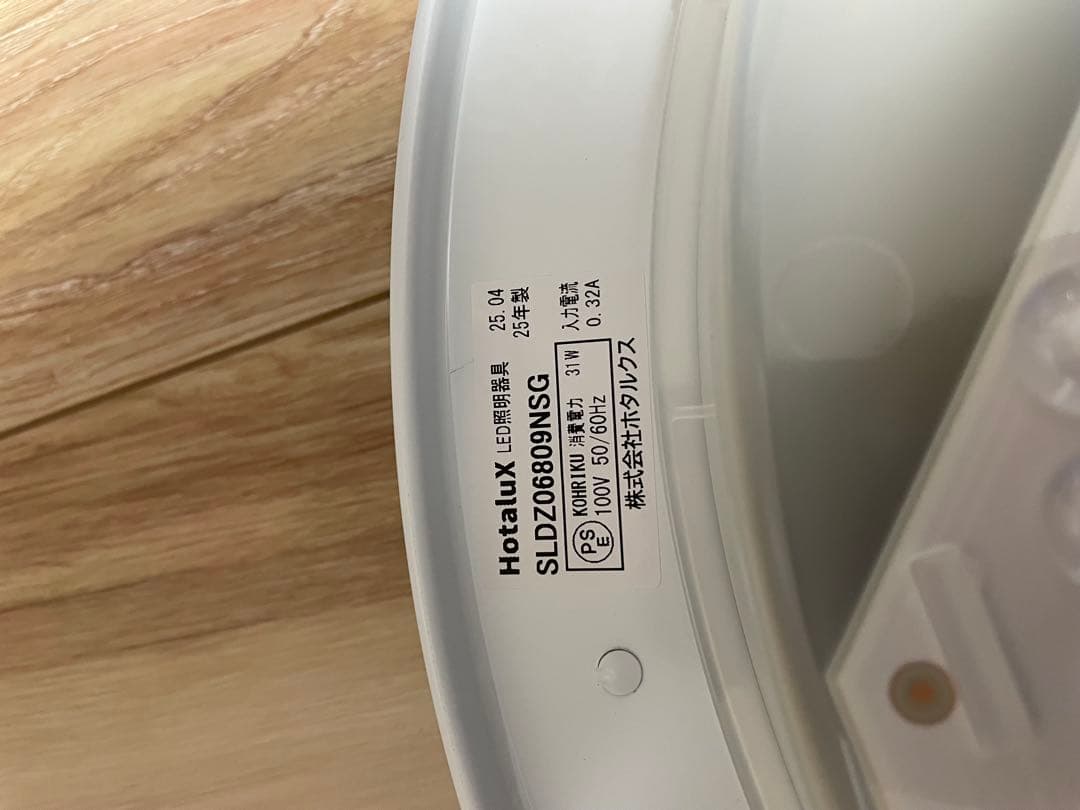 HotaluX LED照明器具 25.04
SLDZ06809NSG 25年製
PS
E
KOHRIKU 消費電力 31W 入力電流
100V 50/60Hz 0.32A
株式会社ホタルクス